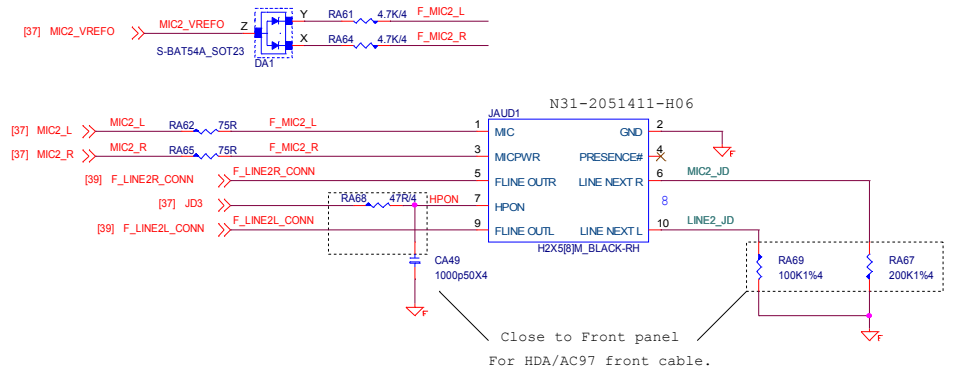 Y RA61 4.7K/4 F_MIC2_L
[37] MIC2_VREFO MIC2_VREFO Z
X RA64 4.7K/4 F_MIC2_R
S-BAT54A_SOT23
DA1
N31-2051411-H06
JAUD1
[37] MIC2_L MIC2_L RA62 75R F_MIC2_L 1 MIC GND 2
F
[37] MIC2_R MIC2_R RA65 75R F_MIC2_R 3 MICPWR PRESENCE# 4
[39] F_LINE2R_CONN F_LINE2R_CONN 5 FLINE OUTR LINE NEXT R 6 MIC2_JD
[37] JD3 RA68 47R/4 HPON 7 HPON 8
[39] F_LINE2L_CONN F_LINE2L_CONN 9 FLINE OUTL LINE NEXT L 10 LINE2_JD
H2X5[8]M_BLACK-RH
CA49
1000p50X4
RA69
100K1%4
RA67
200K1%4
F
F
Close to Front panel
For HDA/AC97 front cable.